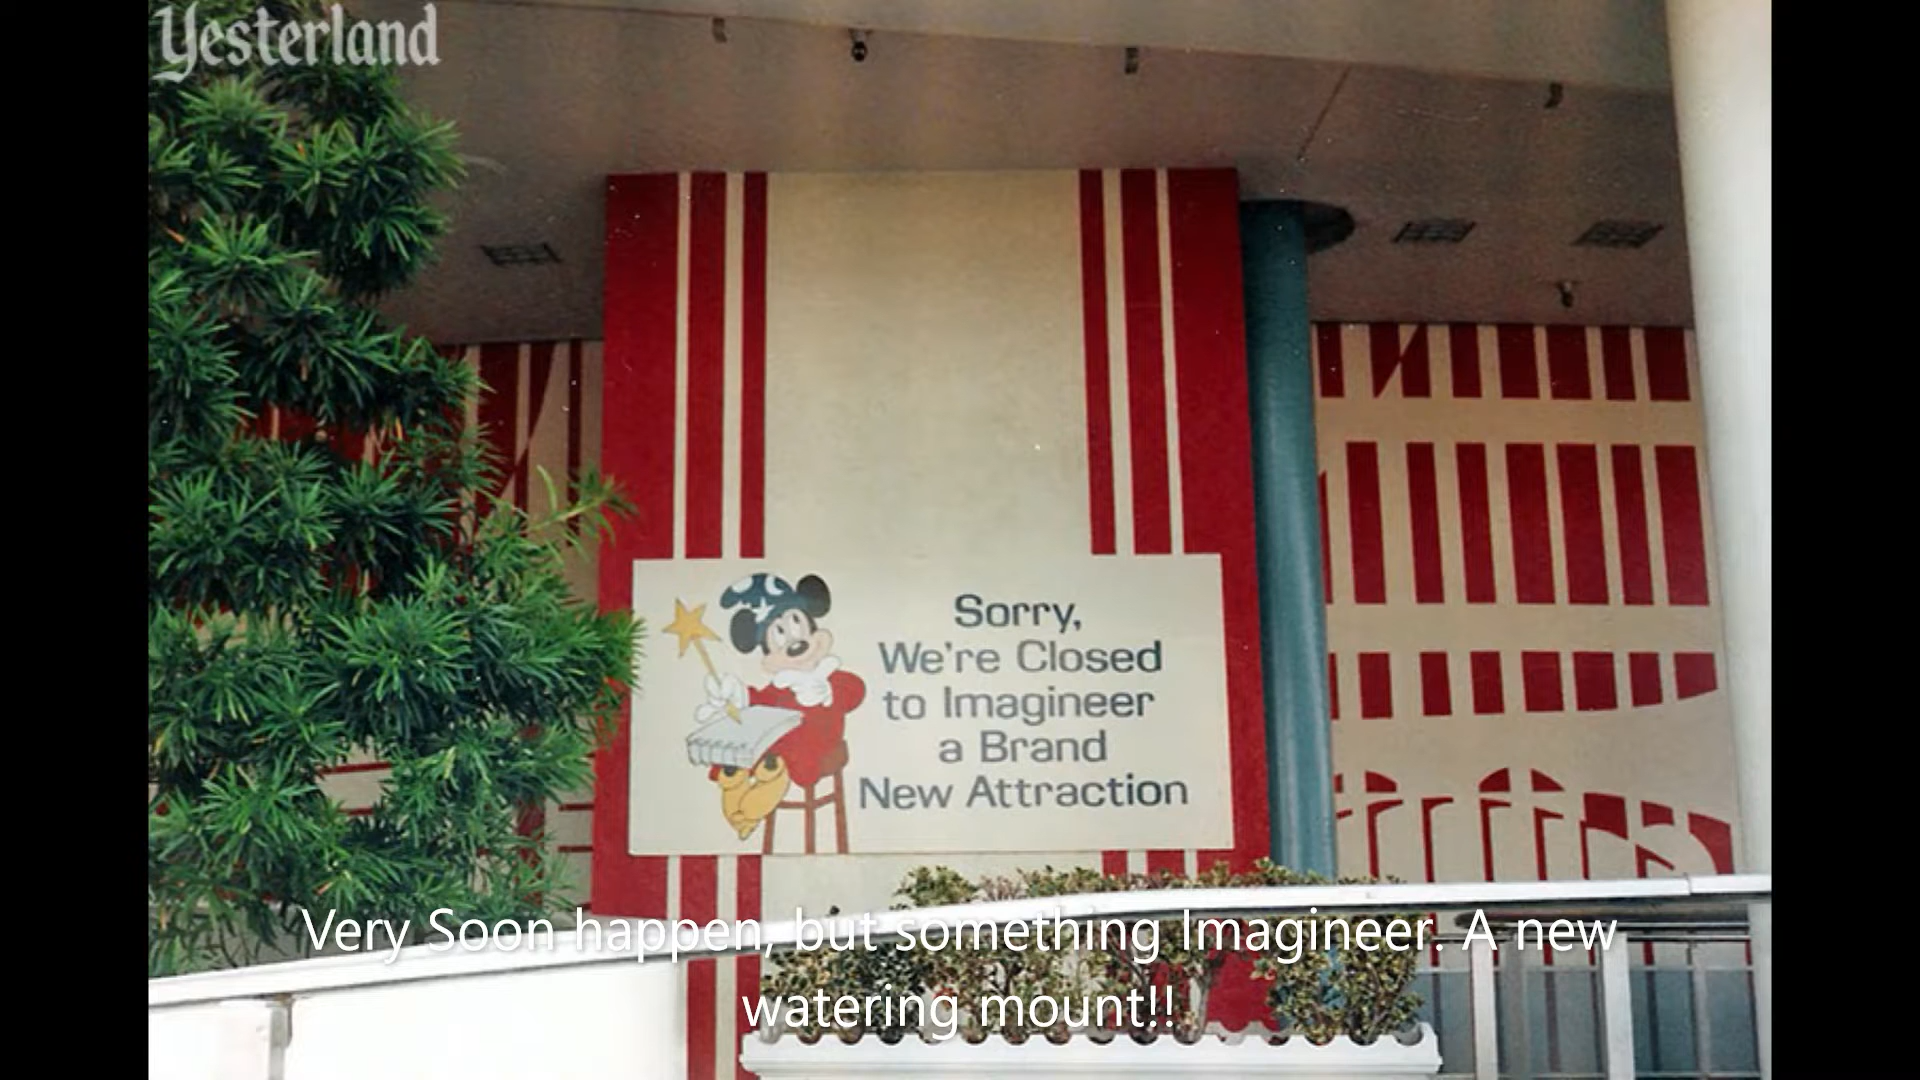 Yesterland
Sorry,
We're Closed
to Imagineer
a Brand
New Attraction
Very Soon happen, but something Imagineer. A new
watering mount!!